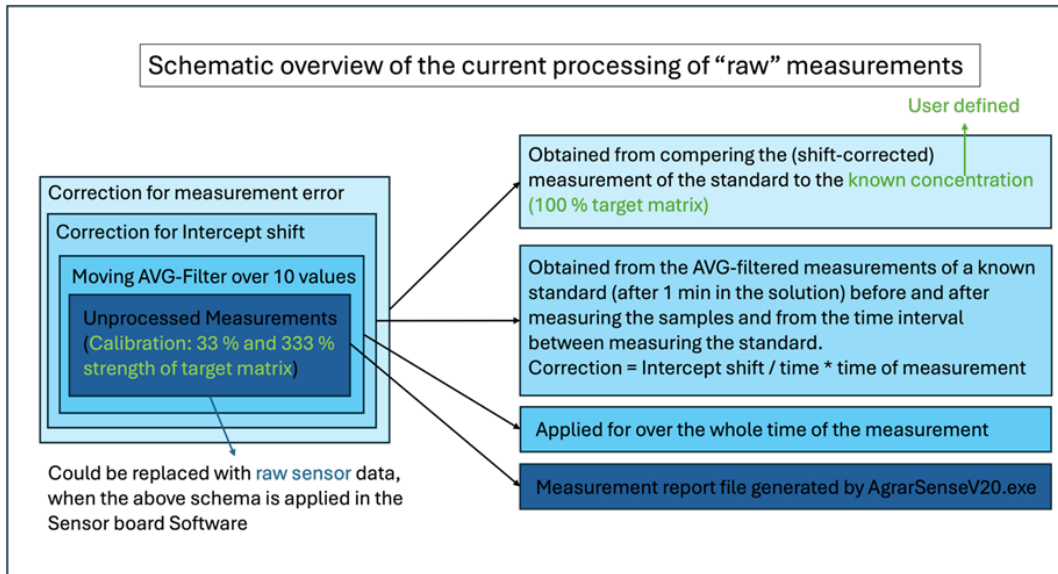 Schematic overview of the current processing of “raw” measurements
User defined
Correction for measurement error
Correction for Intercept shift
Moving AVG-Filter over 10 values
Unprocessed Measurements
(Calibration: 33 % and 333 %
strength of target matrix)
Could be replaced with raw sensor data,
when the above schema is applied in the
Sensor board Software
Obtained from compering the (shift-corrected)
measurement of the standard to the known concentration
(100 % target matrix)
Obtained from the AVG-filtered measurements of a known
standard (after 1 min in the solution) before and after
measuring the samples and from the time interval
between measuring the standard.
Correction = Intercept shift / time * time of measurement
Applied for over the whole time of the measurement
Measurement report file generated by AgrarSenseV20.exe